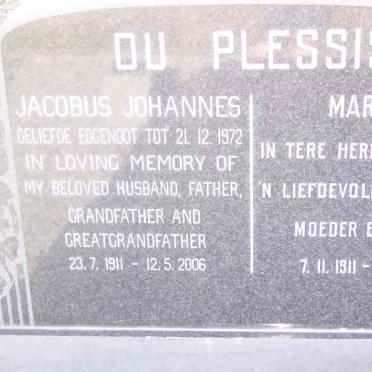 DU PLESSIS
JACOBUS JOHANNES
GELIEFDE EGGENOOT TOT 21. 12. 1972
IN LOVING MEMORY OF
MY BELOVED HUSBAND, FATHER,
GRANDFATHER AND
GREATGRANDFATHER
23. 7. 1911 - 12. 5. 2006
MAR
IN TERE HER
'N LIEFDEVOL
MOEDER E
7. 11. 1911 -